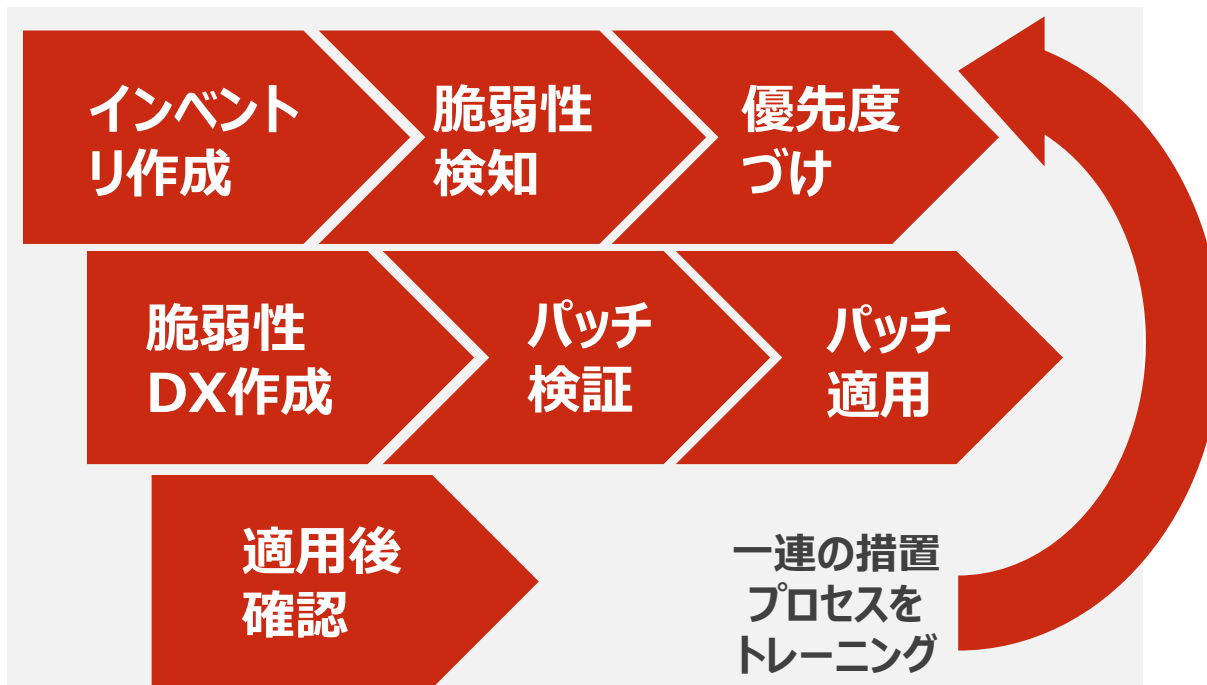 インベント
リ作成
脆弱性
検知
優先度
づけ
脆弱性
DX作成
パッチ
検証
パッチ
適用
適用後
確認
一連の措置
プロセスを
トレーニング